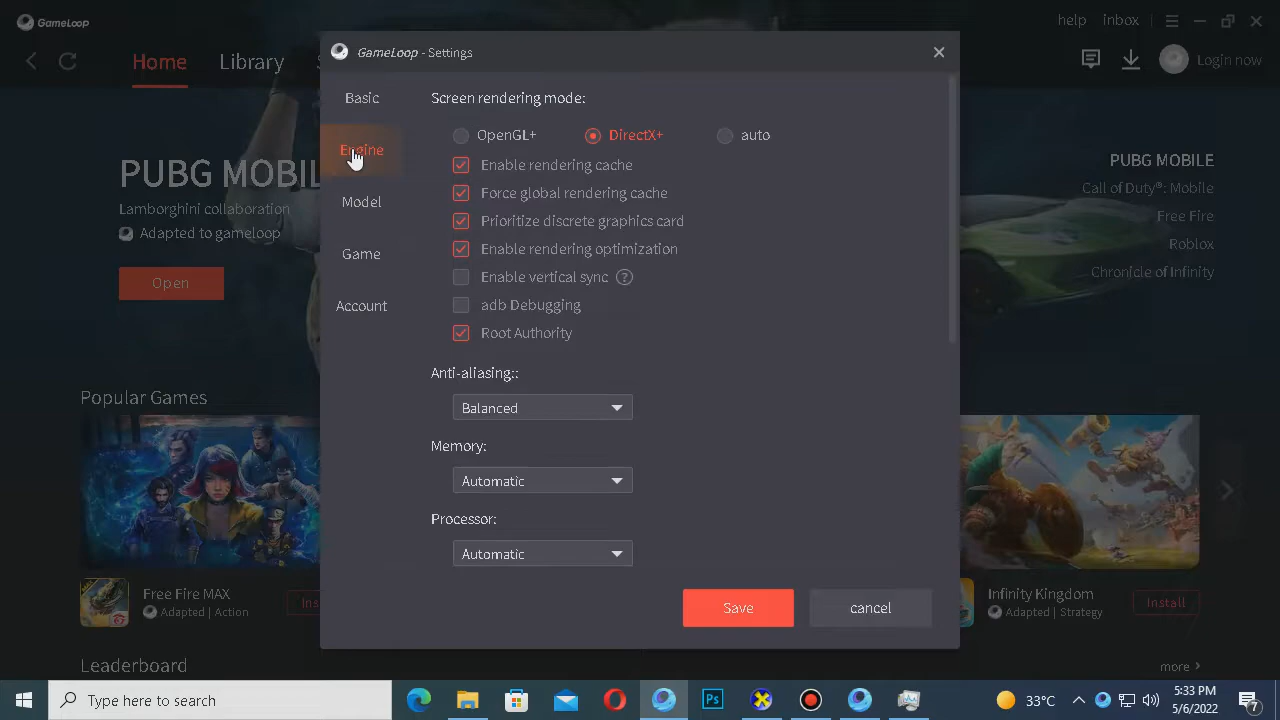 GameLoop
help
inbox
Home
Library
Login now
GameLoop - Settings
Basic
Engine
Model
Game
Account
Screen rendering mode:
OpenGL+
DirectX+
auto
Enable rendering cache
Force global rendering cache
Prioritize discrete graphics card
Enable rendering optimization
Enable vertical sync ?
adb Debugging
Root Authority
Anti-aliasing::
Balanced
Memory:
Automatic
Processor:
Automatic
Save
cancel
PUBG MOBIL
Lamborghini collaboration
Adapted to gameloop
Open
PUBG MOBILE
Call of Duty®: Mobile
Free Fire
Roblox
Chronicle of Infinity
Popular Games
Free Fire MAX
Adapted | Action
Ins
Infinity Kingdom
Adapted | Strategy
Install
Leaderboard
more
Type here to search
Ps
33°C
5:33 PM
5/6/2022
7